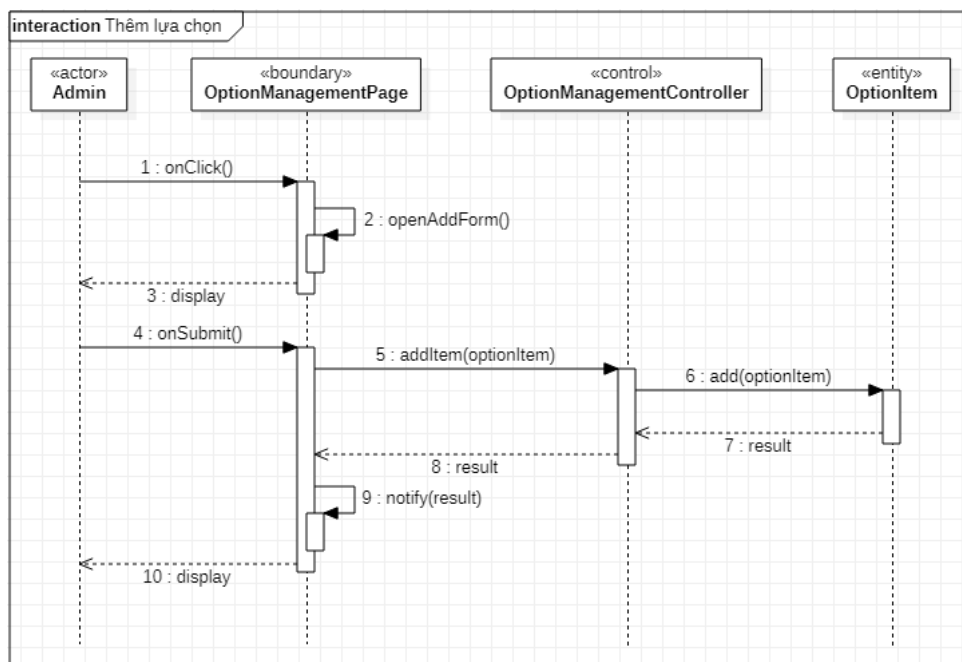 interaction Thêm lựa chọn
«actor»
Admin
«boundary»
OptionManagementPage
«control»
OptionManagementController
«entity»
OptionItem
1 : onClick()
2 : openAddForm()
3 : display
4 : onSubmit()
5 : addItem(optionItem)
6 : add(optionItem)
7 : result
8 : result
9 : notify(result)
10 : display